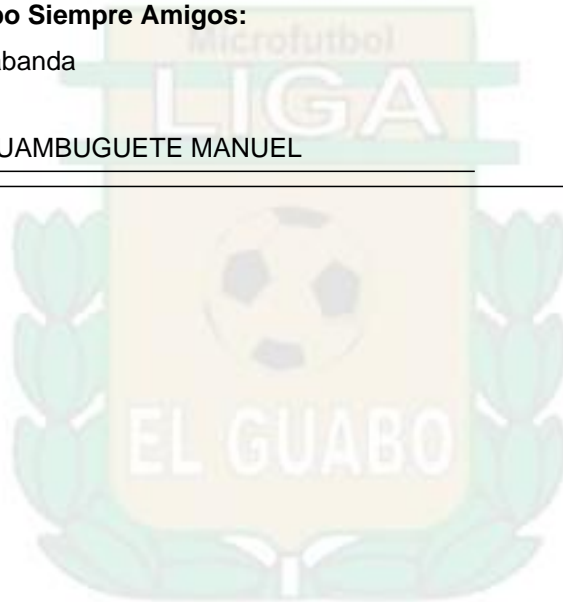 po Siempre Amigos:
abanda
UAMBUGUETE MANUEL
Microfutbol
LIGA
EL GUABO